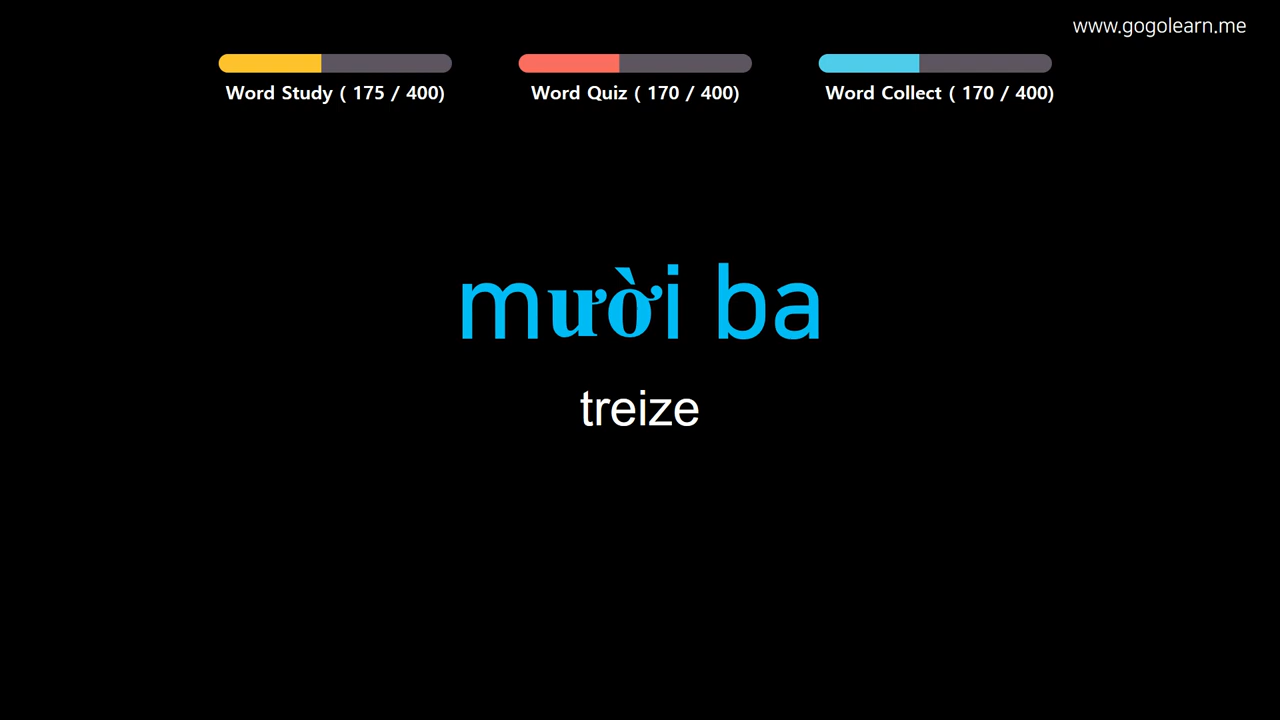 www.gogolearn.me
Word Study ( 175 / 400)
Word Quiz ( 170 / 400)
Word Collect ( 170 / 400)
mười ba
treize